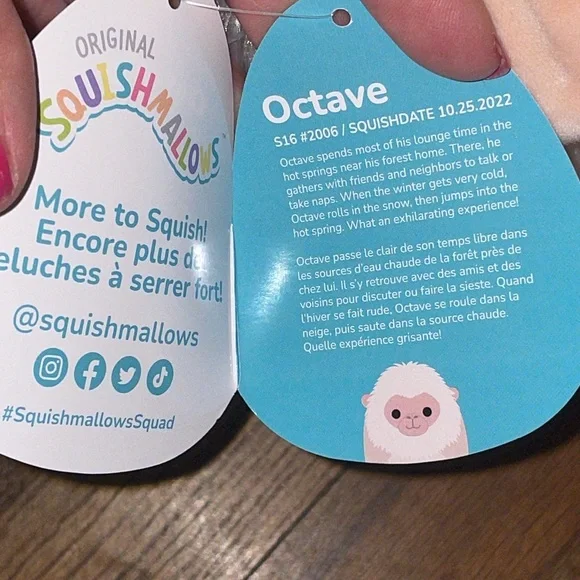 ORIGINAL
SQUISHMALLOWS™
More to Squish!
Encore plus
eluches à serrer fort!
@squishmallows
#SquishmallowsSquad
Octave
S16 #2006 / SQUISHDATE 10.25.2022
Octave spends most of his lounge time in the
hot springs near his forest home. There, he
gathers with friends and neighbors to talk or
take naps. When the winter gets very cold,
Octave rolls in the snow, then jumps into the
hot spring. What an exhilarating experience!
Octave passe le clair de son temps libre dans
les sources d'eau chaude de la forêt près de
chez lui. Il s'y retrouve avec des amis et des
voisins pour discuter ou faire la sieste. Quand
l'hiver se fait rude, Octave se roule dans la
neige, puis saute dans la source chaude.
Quelle expérience grisante!